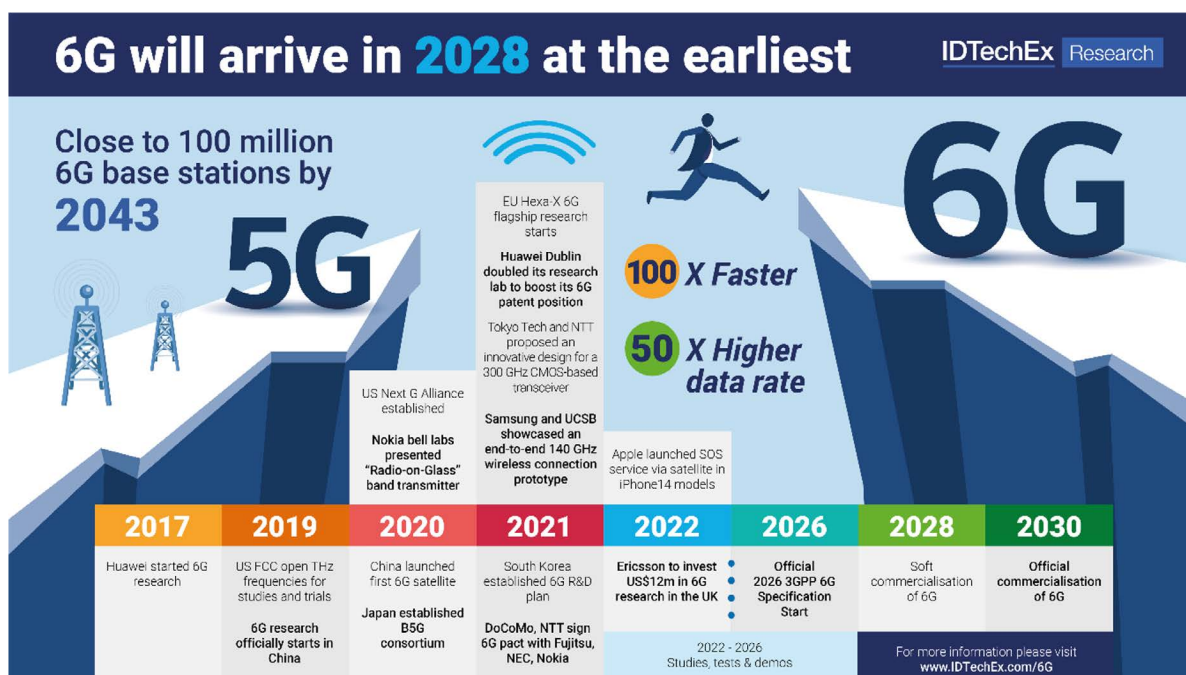 6G will arrive in 2028 at the earliest
IDTechEx Research
Close to 100 million
6G base stations by
2043
5G
6G
EU Hexa-X 6G
flagship research
starts
Huawei Dublin
doubled its research
lab to boost its 6G
patent position
Tokyo Tech and NTT
proposed an
innovative design for a
300 GHz CMOS-based
transceiver
Samsung and UCSB
showcased an
end-to-end 140 GHz
wireless connection
prototype
100 X Faster
50 X Higher
data rate
US Next G Alliance
established
Nokia bell labs
presented
“Radio-on-Glass”
band transmitter
Apple launched SOS
service via satellite in
iPhone14 models
2017
2019
2020
2021
2022
2026
2028
2030
Huawei started 6G
research
US FCC open THz
frequencies for
studies and trials
6G research
officially starts in
China
China launched
first 6G satellite
Japan established
B5G
consortium
South Korea
established 6G R&D
plan
DoCoMo, NTT sign
6G pact with Fujitsu,
NEC, Nokia
Ericsson to invest
US$12m in 6G
research in the UK
Official
2026 3GPP 6G
Specification
Start
Soft
commercialisation
of 6G
Official
commercialisation
of 6G
2022 - 2026
Studies, tests & demos
For more information please visit
www.IDTechEx.com/6G